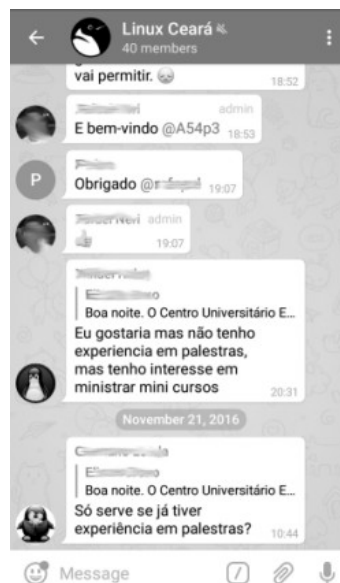 Linux Ceará
40 members
vai permitir.
18:52
admin
E bem-vindo @A54p3 18:53
P
Obrigado
19:07
admin
19:07
Boa noite. O Centro Universitário E...
Eu gostaria mas não tenho
experiencia em palestras,
mas tenho interesse em
ministrar mini cursos
20:31
November 21, 2016
Boa noite. O Centro Universitário E...
Só serve se já tiver
experiência em palestras? 10:44
Message